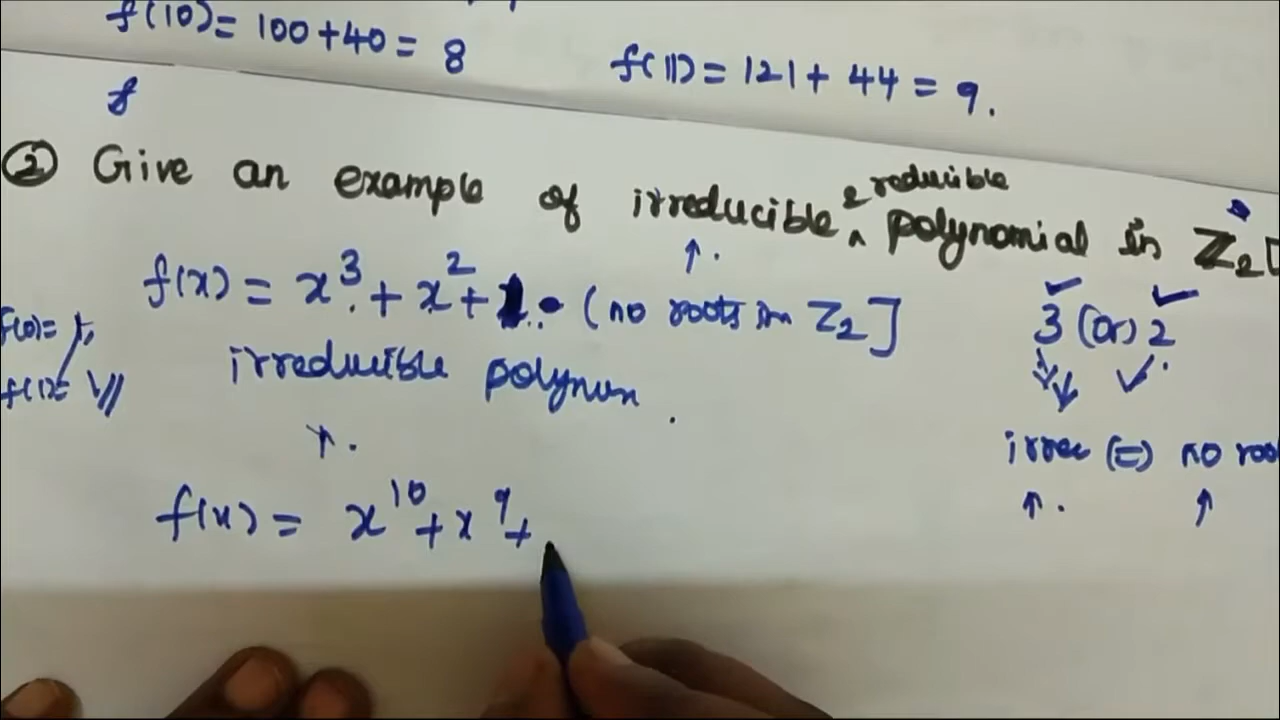 f(10) = 100 + 40 = 8
f(11) = 121 + 44 = 9.
② Give an example of irreducible & reducible polynomial in Z₂[
f(x) = x³ + x² + 1. (no roots in Z₂]
f(0) = 1,
f(1) = 1//
irreducible polynom
3 (or) 2
irrec (=) no roo
f(x) = x¹⁰ + x⁹ +